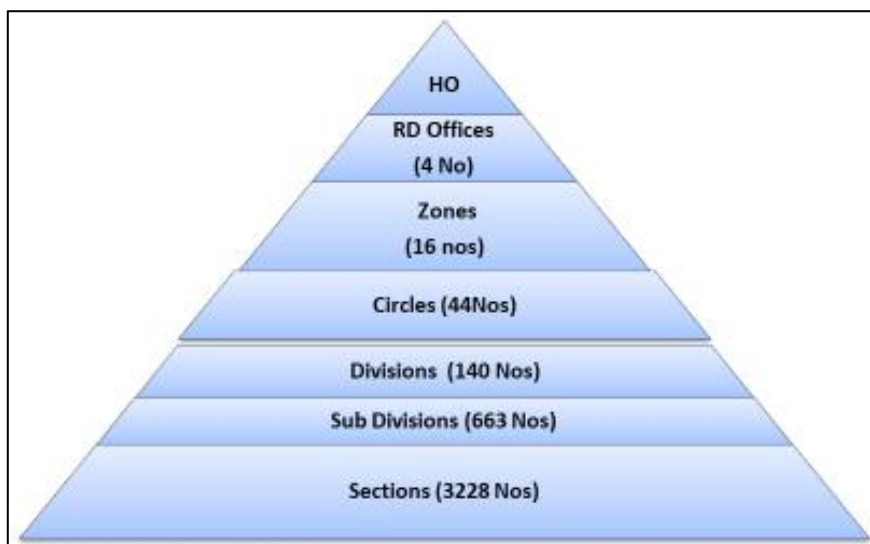 HO
RD Offices
(4 No)
Zones
(16 nos)
Circles (44Nos)
Divisions (140 Nos)
Sub Divisions (663 Nos)
Sections (3228 Nos)